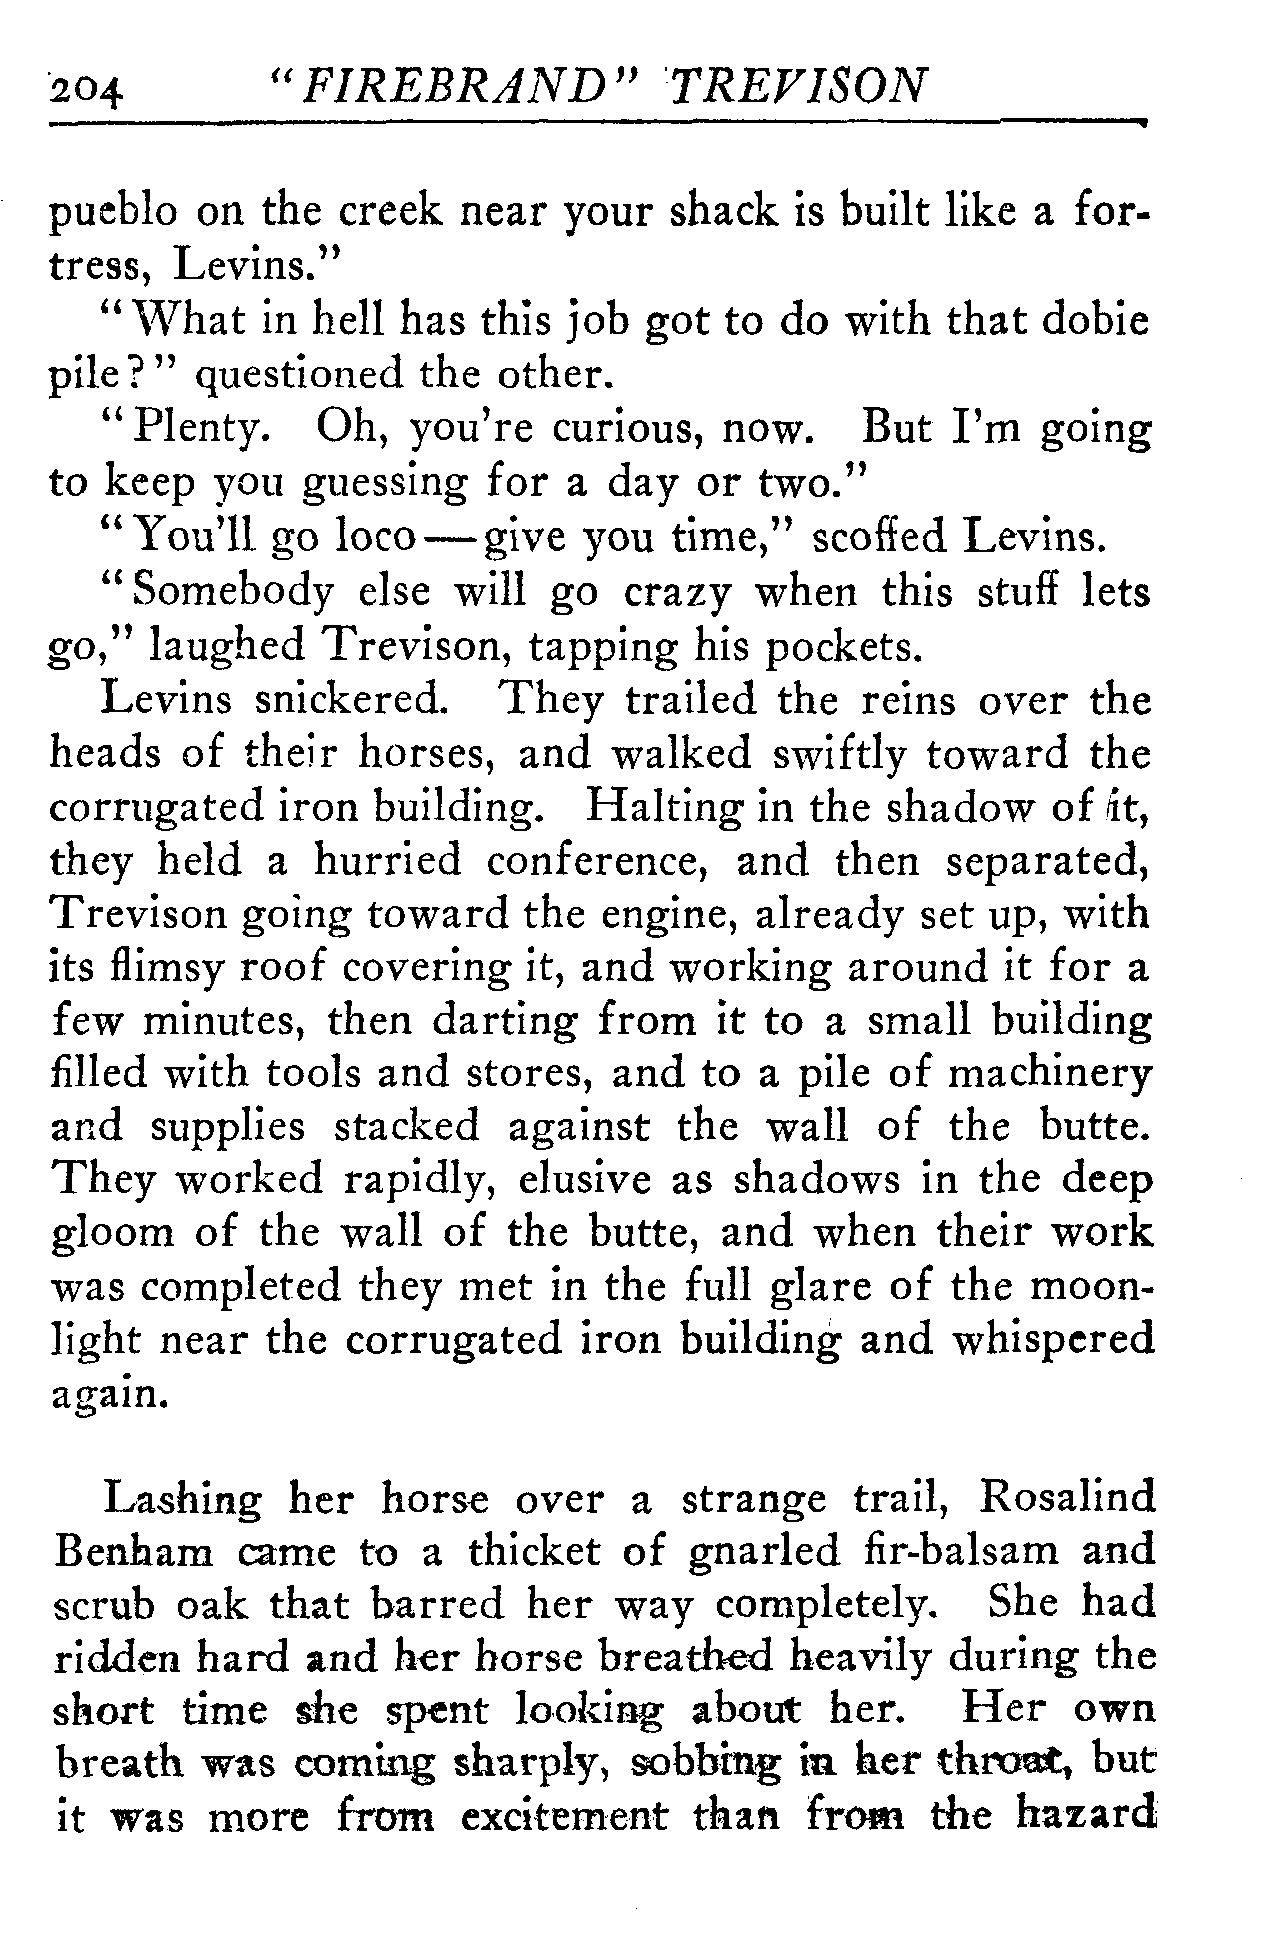 204 "FIREBRAND" TREVISON
pueblo on the creek near your shack is built like a for-
tress, Levins."
"What in hell has this job got to do with that dobie
pile?" questioned the other.
"Plenty. Oh, you're curious, now. But I'm going
to keep you guessing for a day or two."
"You'll go loco—give you time," scoffed Levins.
"Somebody else will go crazy when this stuff lets
go," laughed Trevison, tapping his pockets.
Levins snickered. They trailed the reins over the
heads of their horses, and walked swiftly toward the
corrugated iron building. Halting in the shadow of it,
they held a hurried conference, and then separated,
Trevison going toward the engine, already set up, with
its flimsy roof covering it, and working around it for a
few minutes, then darting from it to a small building
filled with tools and stores, and to a pile of machinery
and supplies stacked against the wall of the butte.
They worked rapidly, elusive as shadows in the deep
gloom of the wall of the butte, and when their work
was completed they met in the full glare of the moon-
light near the corrugated iron building and whispered
again.
Lashing her horse over a strange trail, Rosalind
Benham came to a thicket of gnarled fir-balsam and
scrub oak that barred her way completely. She had
ridden hard and her horse breathed heavily during the
short time she spent looking about her. Her own
breath was coming sharply, sobbing in her throat, but
it was more from excitement than from the hazard